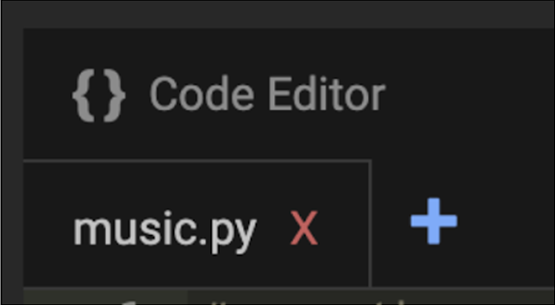 {} Code Editor
music.py X +